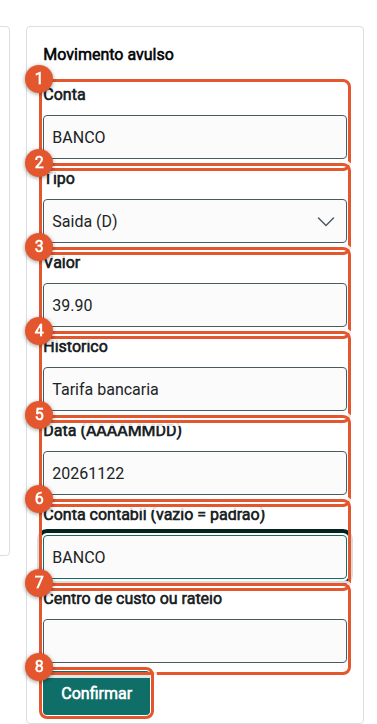 Movimento avulso
1
Conta
BANCO
2
Tipo
Saida (D)
3
Valor
39.90
4
Historico
Tarifa bancaria
5
Data (AAAAMMDD)
20261122
6
Conta contabil (vazio = padrao)
BANCO
7
Centro de custo ou rateio
8
Confirmar